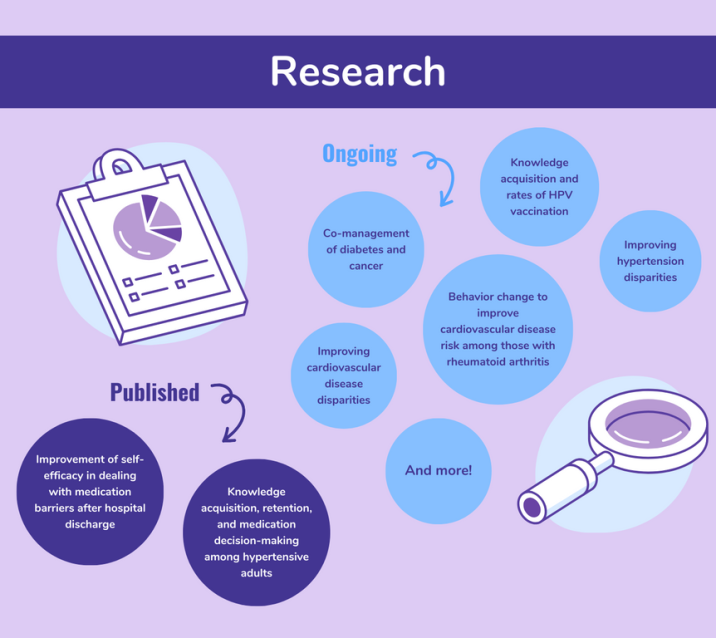 Research
Ongoing
Knowledge
acquisition and
rates of HPV
vaccination
Co-management
of diabetes and
cancer
Improving
hypertension
disparities
Behavior change to
improve
cardiovascular disease
risk among those with
rheumatoid arthritis
Improving
cardiovascular
disease
disparities
And more!
Published
Improvement of self-
efficacy in dealing
with medication
barriers after hospital
discharge
Knowledge
acquisition, retention,
and medication
decision-making
among hypertensive
adults